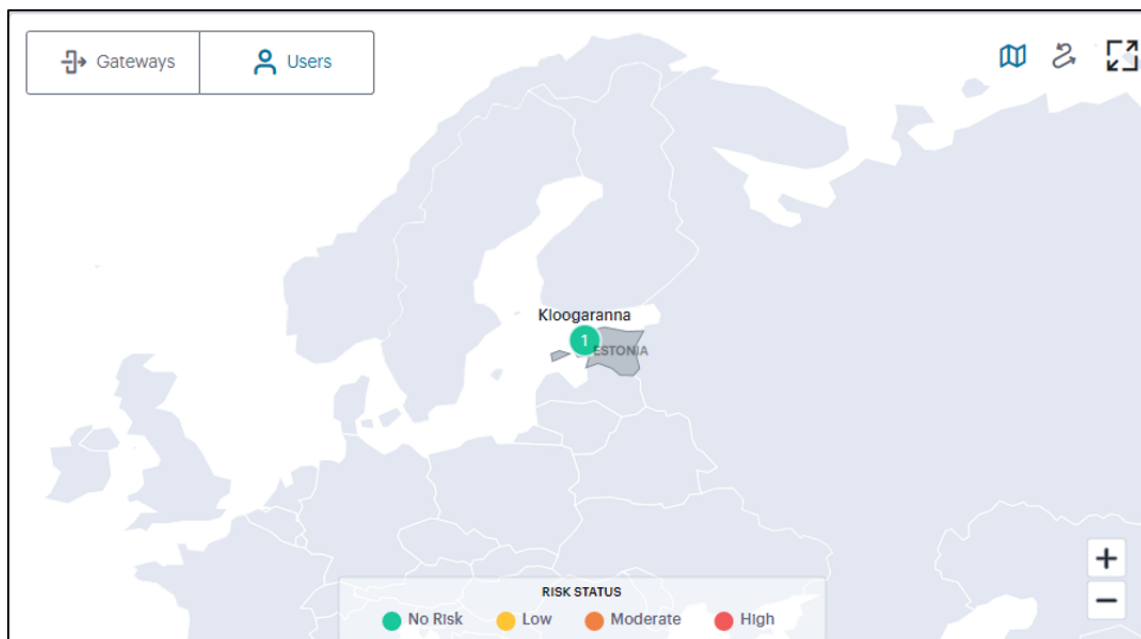 Gateways
Users
Kloogaranna
1
ESTONIA
RISK STATUS
No Risk
Low
Moderate
High
+
−